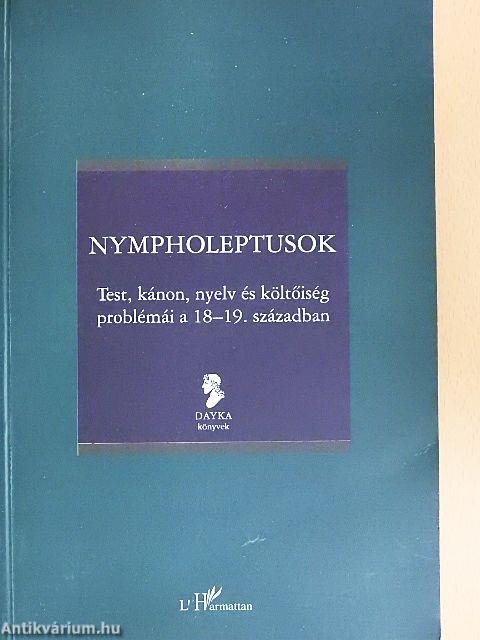 NYMPHOLEPTUSOK
Test, kánon, nyelv és költőiség
problémái a 18–19. században
DAYKA
könyvek
L'Harmattan
Antikvárium.hu